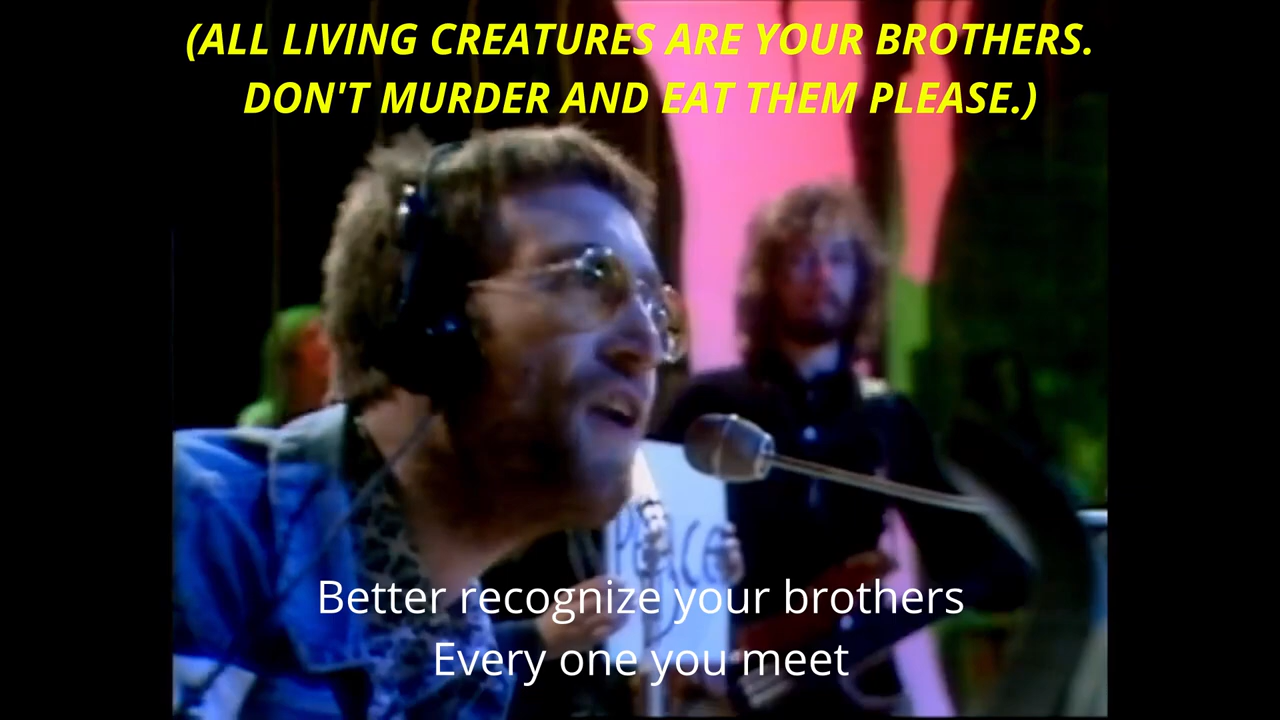 (ALL LIVING CREATURES ARE YOUR BROTHERS.
DON'T MURDER AND EAT THEM PLEASE.)
PEACE
Better recognize your brothers
Every one you meet